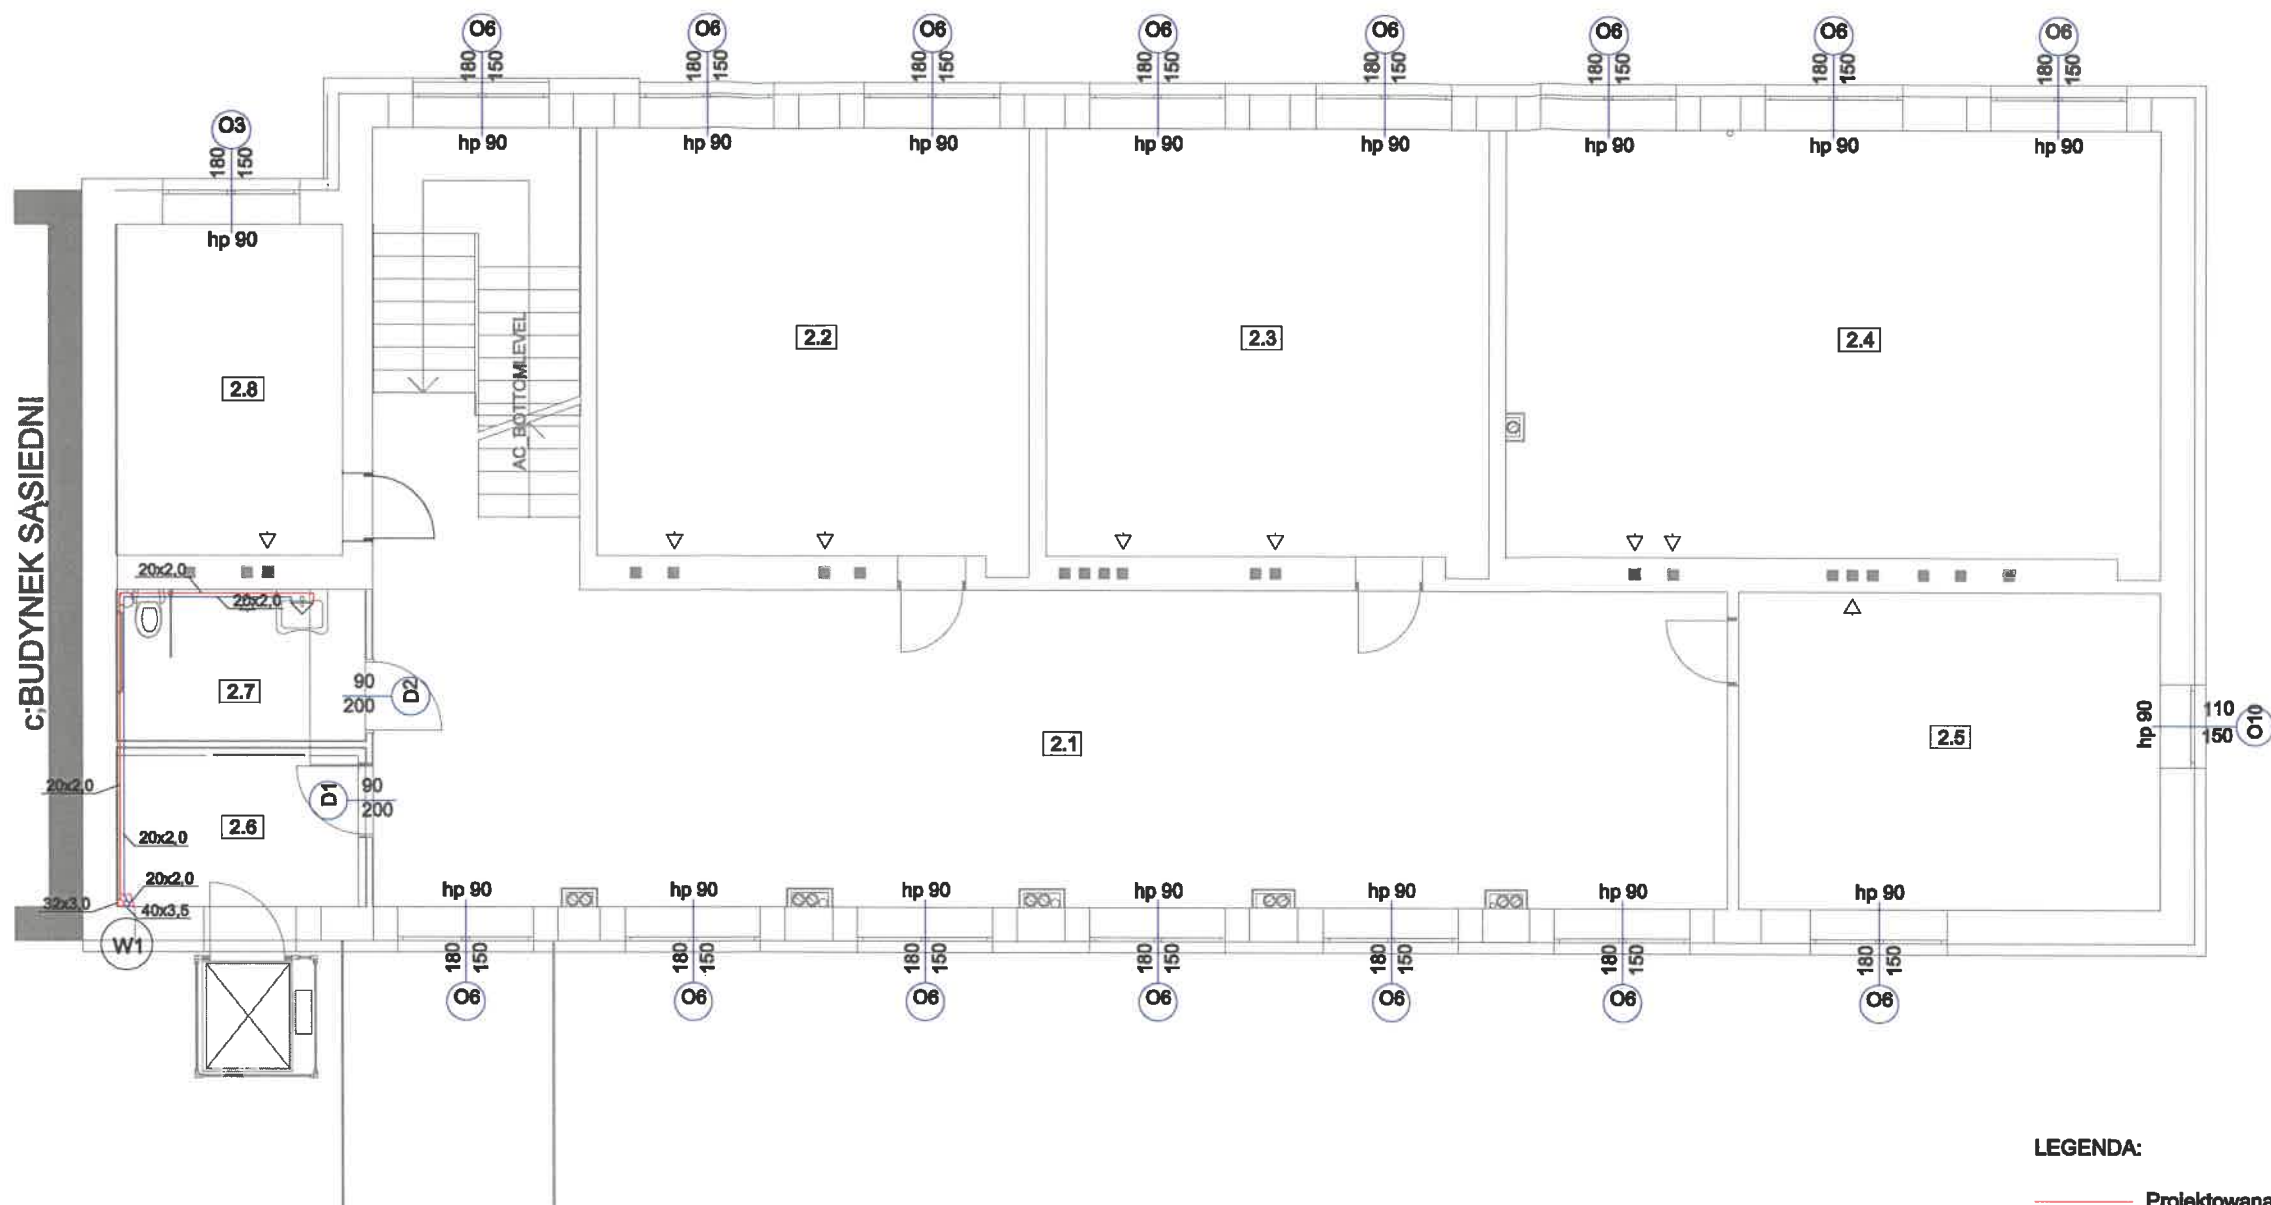 O6 O6 O6 O6 O6 O6 O6 O6
180 150 180 150 180 150 180 150 180 150 180 150 180 150 180 150
O3
hp 90 hp 90 hp 90 hp 90 hp 90 hp 90 hp 90 hp 90
180 150
hp 90
2.2
2.3
2.4
AC_BOTTOMLEVEL
2.8
c;BUDYNEK SĄSIEDNI
20x2,0
20x2,0
2.7
90
200
D2
hp 90
110
150
O10
2.1
2.5
20x2,0
D1
90
200
2.6
20x2,0
20x2,0
32x3,0
40x3,5
hp 90 hp 90 hp 90 hp 90 hp 90 hp 90 hp 90
W1
180 150 180 150 180 150 180 150 180 150 180 150 180 150
O6 O6 O6 O6 O6 O6 O6
LEGENDA:
Projektowana